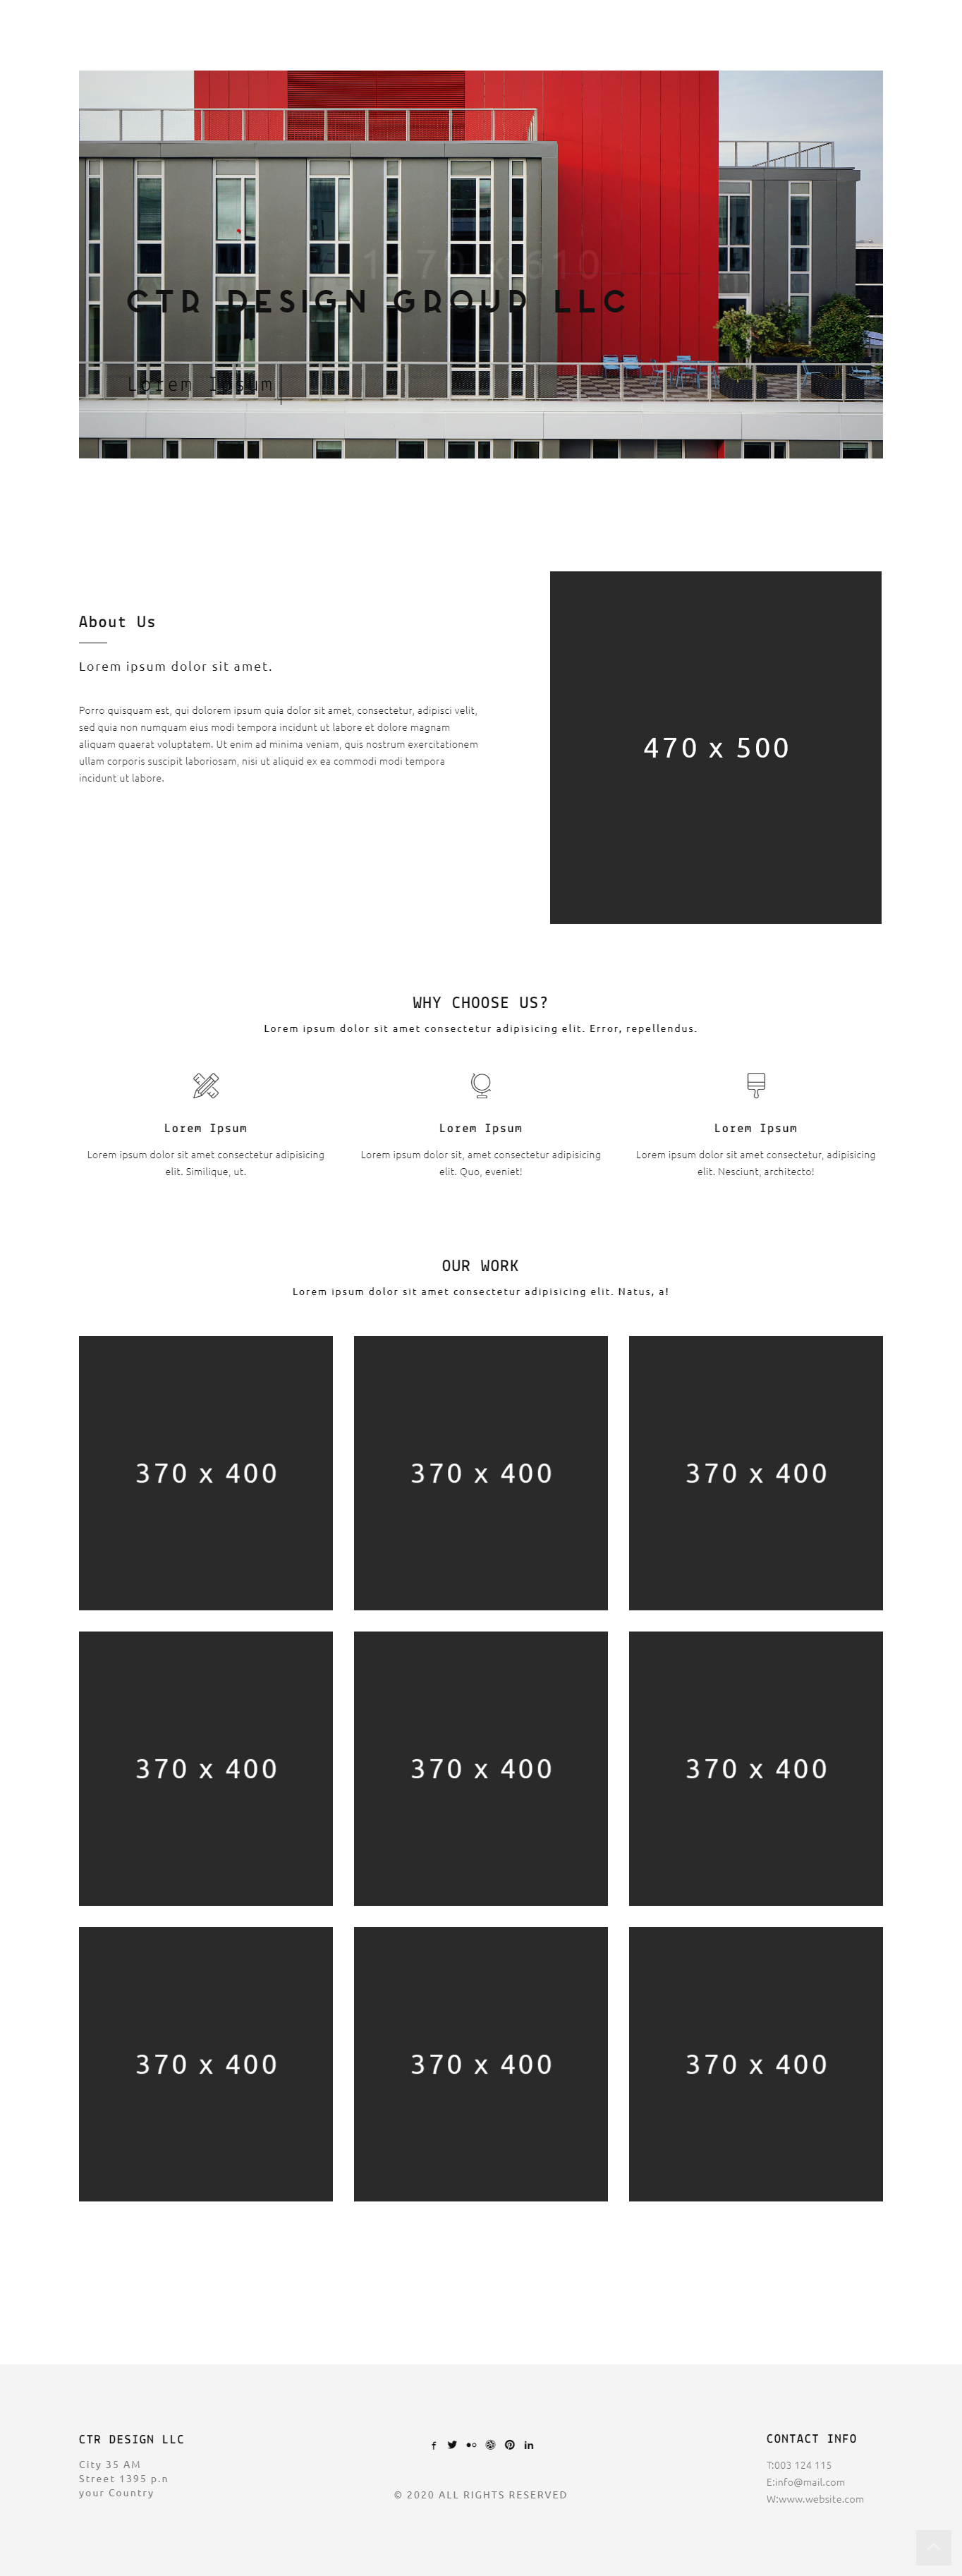 1170 x 610
CTR DESIGN GROUP LLC
Lorem Ipsum
About Us
Lorem ipsum dolor sit amet.
Porro quisquam est, qui dolorem ipsum quia dolor sit amet, consectetur, adipisci velit,
sed quia non numquam eius modi tempora incidunt ut labore et dolore magnam
aliquam quaerat voluptatem. Ut enim ad minima veniam, quis nostrum exercitationem
ullam corporis suscipit laboriosam, nisi ut aliquid ex ea commodi modi tempora
incidunt ut labore.
470 x 500
WHY CHOOSE US?
Lorem ipsum dolor sit amet consectetur adipisicing elit. Error, repellendus.
Lorem Ipsum
Lorem ipsum dolor sit amet consectetur adipisicing
elit. Similique, ut.
Lorem Ipsum
Lorem ipsum dolor sit, amet consectetur adipisicing
elit. Quo, eveniet!
Lorem Ipsum
Lorem ipsum dolor sit amet consectetur, adipisicing
elit. Nesciunt, architecto!
OUR WORK
Lorem ipsum dolor sit amet consectetur adipisicing elit. Natus, a!
370 x 400
370 x 400
370 x 400
370 x 400
370 x 400
370 x 400
370 x 400
370 x 400
370 x 400
CTR DESIGN LLC
City 35 AM
Street 1395 p.n
your Country
© 2020 ALL RIGHTS RESERVED
CONTACT INFO
T:003 124 115
E:info@mail.com
W:www.website.com